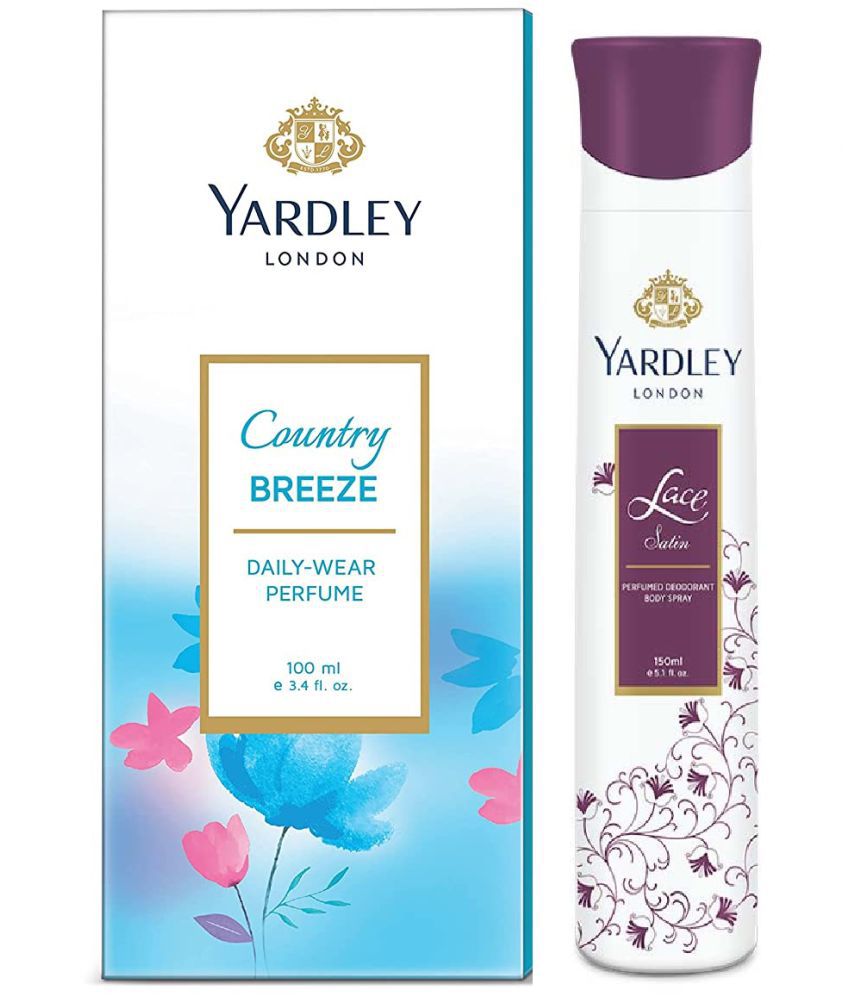 YARDLEY
LONDON
Country
BREEZE
DAILY-WEAR
PERFUME
100 ml
e 3.4 fl. oz.
YARDLEY
LONDON
Lace
Satin
PERFUMED DEODORANT
BODY SPRAY
150ml
e 5.1 fl. oz.